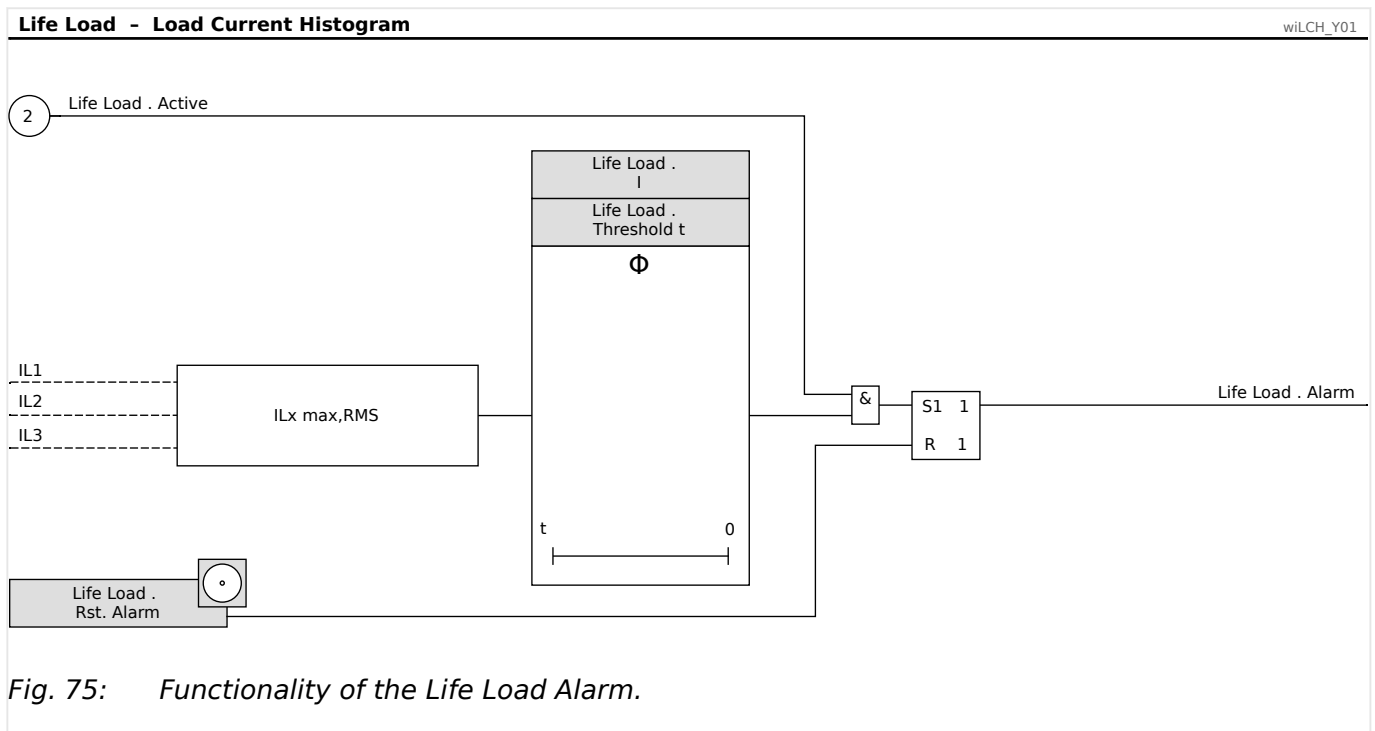 Life Load – Load Current Histogram
wiLCH_Y01
2
Life Load . Active
Life Load .
I
Life Load .
Threshold t
Φ
IL1
IL2
IL3
ILx max,RMS
&
S1 1
R 1
Life Load . Alarm
t 0
Life Load .
Rst. Alarm
Fig. 75: Functionality of the Life Load Alarm.